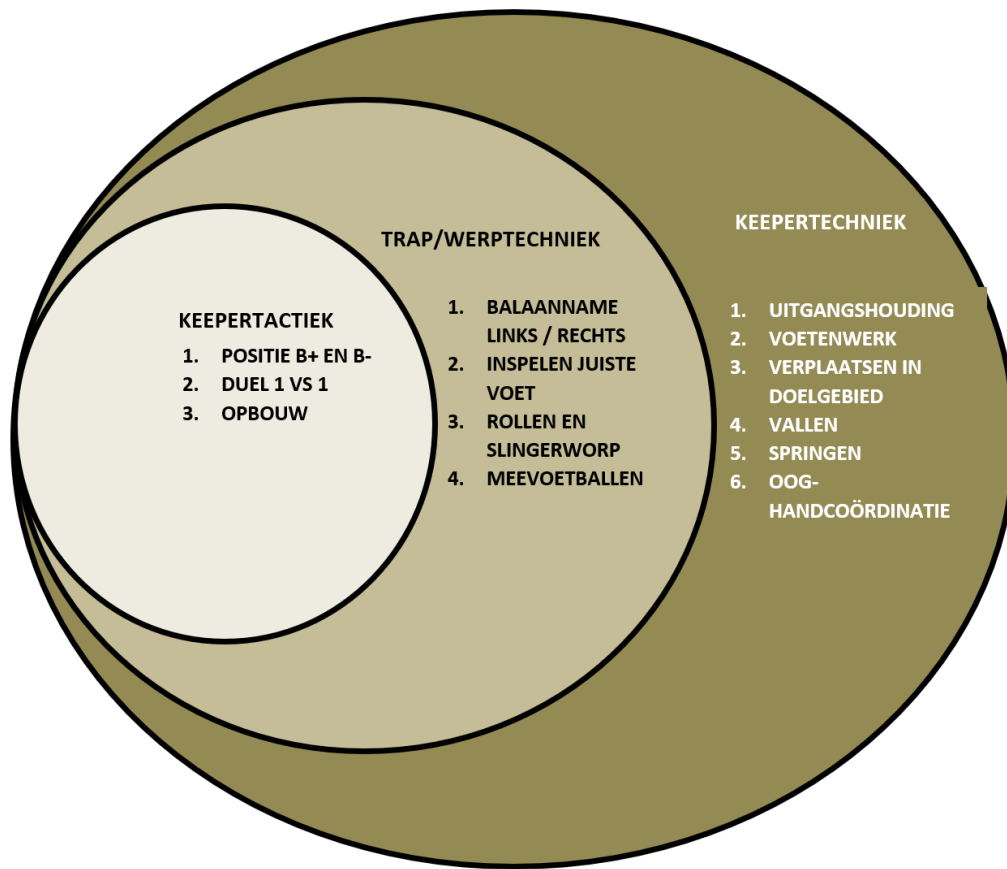 KEEPERTACTIEK
1. POSITIE B+ EN B-
2. DUEL 1 VS 1
3. OPBOUW
TRAP/WERPTECHNIEK
1. BALAANNAME
LINKS / RECHTS
2. INSPELEN JUISTE
VOET
3. ROLLEN EN
SLINGERWORP
4. MEEVOETBALLEN
KEEPERTECHNIEK
1. UITGANGSHOUDING
2. VOETENWERK
3. VERPLAATSEN IN
DOELGEBIED
4. VALLEN
5. SPRINGEN
6. OOG-
HANDCOÖRDINATIE